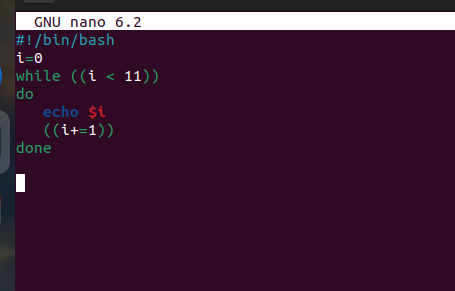 GNU nano 6.2
#!/bin/bash
i=0
while ((i < 11))
do
   echo $i
   ((i+=1))
done